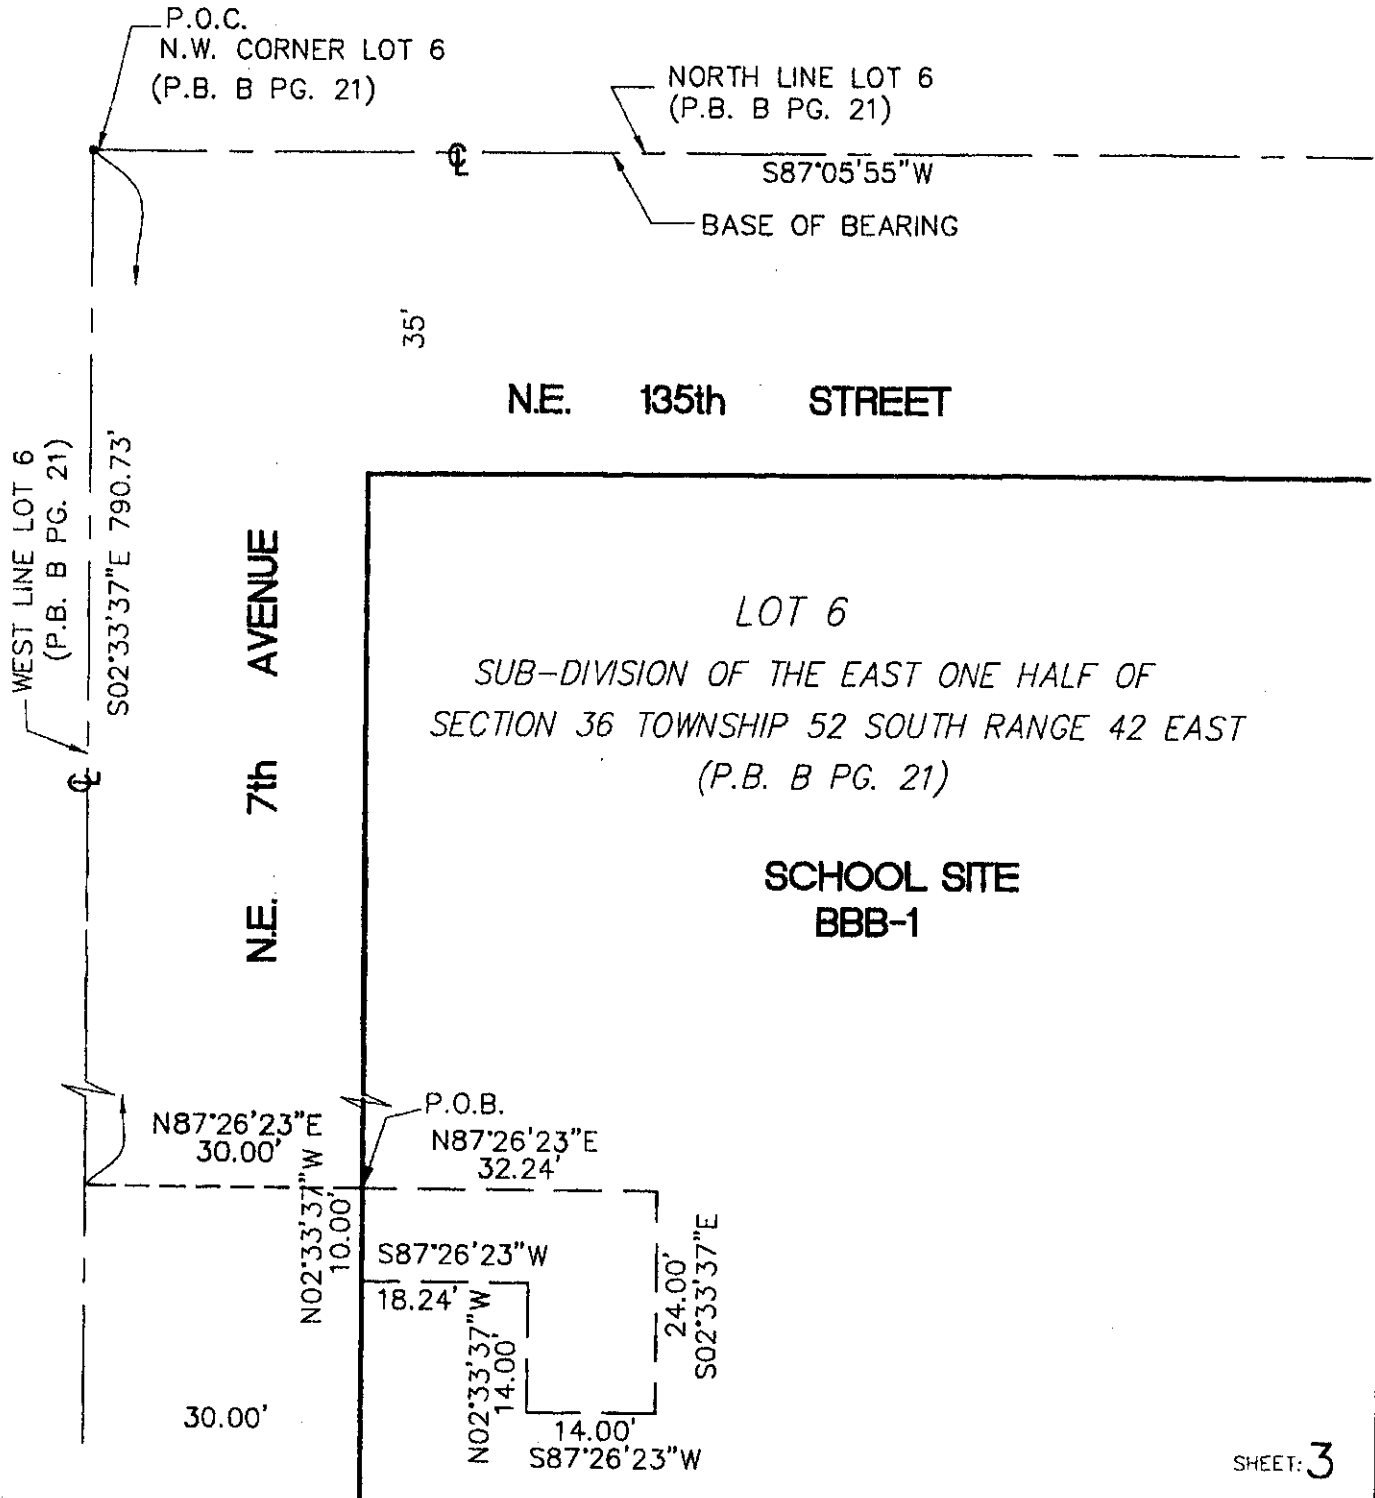 P.O.C.
N.W. CORNER LOT 6
(P.B. B PG. 21)
NORTH LINE LOT 6
(P.B. B PG. 21)
℄
S87°05'55"W
BASE OF BEARING
35'
N.E. 135th STREET
WEST LINE LOT 6
(P.B. B PG. 21)
S02°33'37"E 790.73'
℄
N.E. 7th AVENUE
LOT 6
SUB-DIVISION OF THE EAST ONE HALF OF
SECTION 36 TOWNSHIP 52 SOUTH RANGE 42 EAST
(P.B. B PG. 21)
SCHOOL SITE
BBB-1
P.O.B.
N87°26'23"E
30.00'
N87°26'23"E
32.24'
N02°33'37"W
10.00'
S87°26'23"W
18.24'
N02°33'37"W
14.00'
24.00'
S02°33'37"E
14.00'
S87°26'23"W
30.00'
SHEET: 3